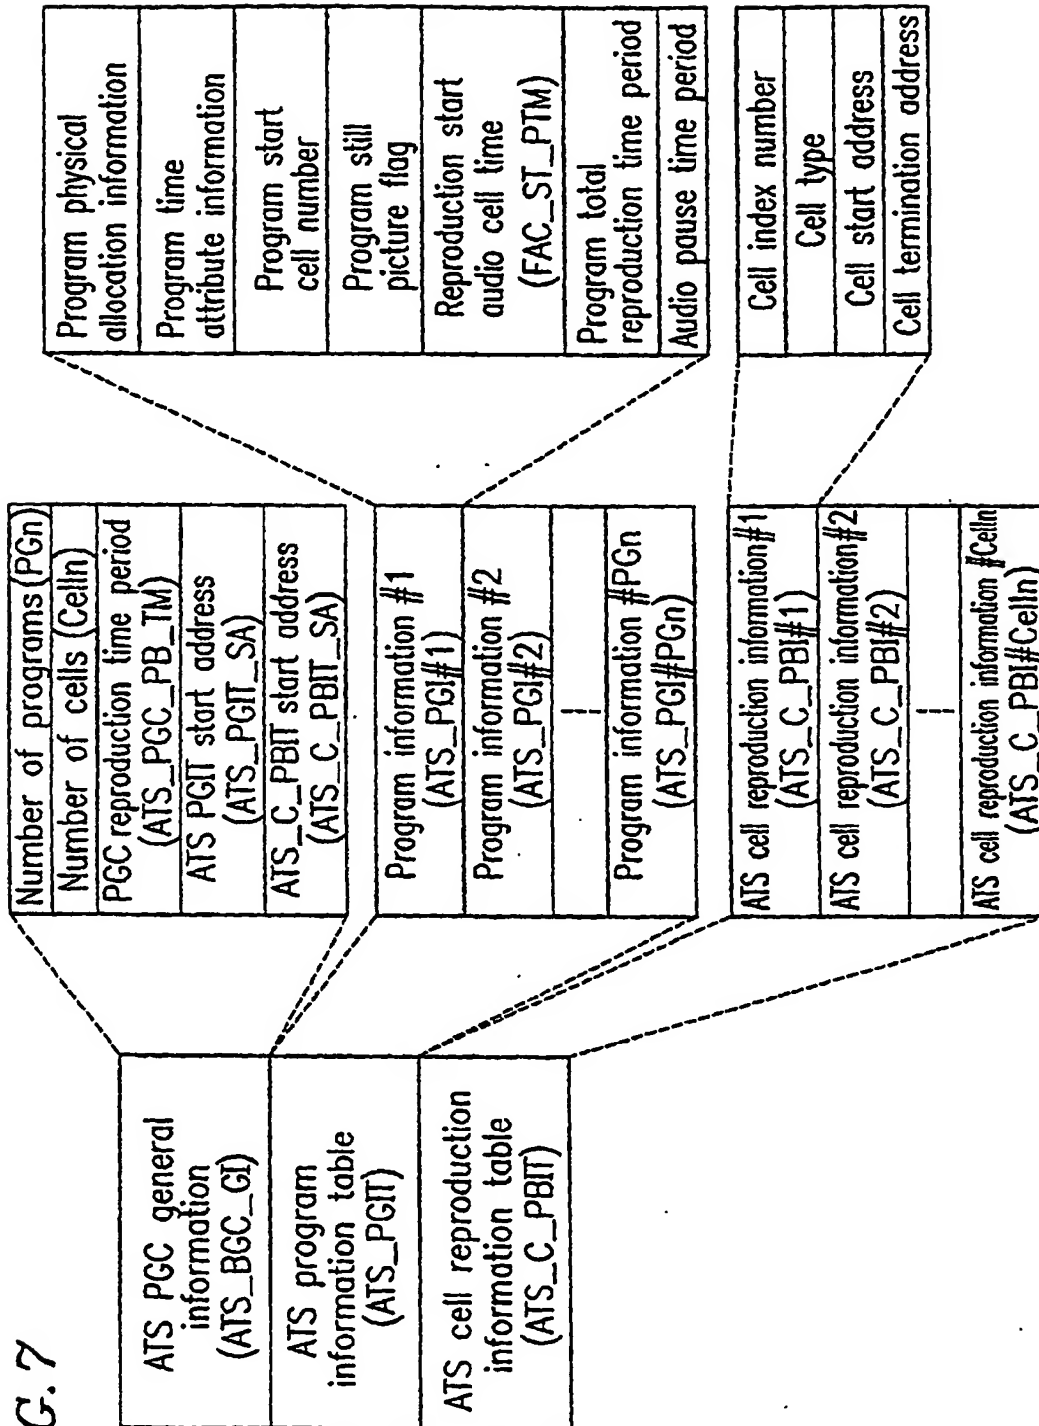 G. 7
ATS PGC general
information
(ATS_BGC_GI)
ATS program
information table
(ATS_PGIT)
ATS cell reproduction
information table
(ATS_C_PBIT)
Number of programs (PGn)
Number of cells (Celln)
PGC reproduction time period
(ATS_PGC_PB_TM)
ATS PGIT start address
(ATS_PGIT_SA)
ATS_C_PBIT start address
(ATS_C_PBIT_SA)
Program information #1
(ATS_PGI#1)
Program information #2
(ATS_PGI#2)
Program information #PGn
(ATS_PGI#PGn)
ATS cell reproduction information#1
(ATS_C_PBI#1)
ATS cell reproduction information#2
(ATS_C_PBI#2)
ATS cell reproduction information #Celln
(ATS_C_PBI#Celln)
Program physical
allocation information
Program time
attribute information
Program start
cell number
Program still
picture flag
Reproduction start
audio cell time
(FAC_ST_PTM)
Program total
reproduction time period
Audio pause time period
Cell index number
Cell type
Cell start address
Cell termination address